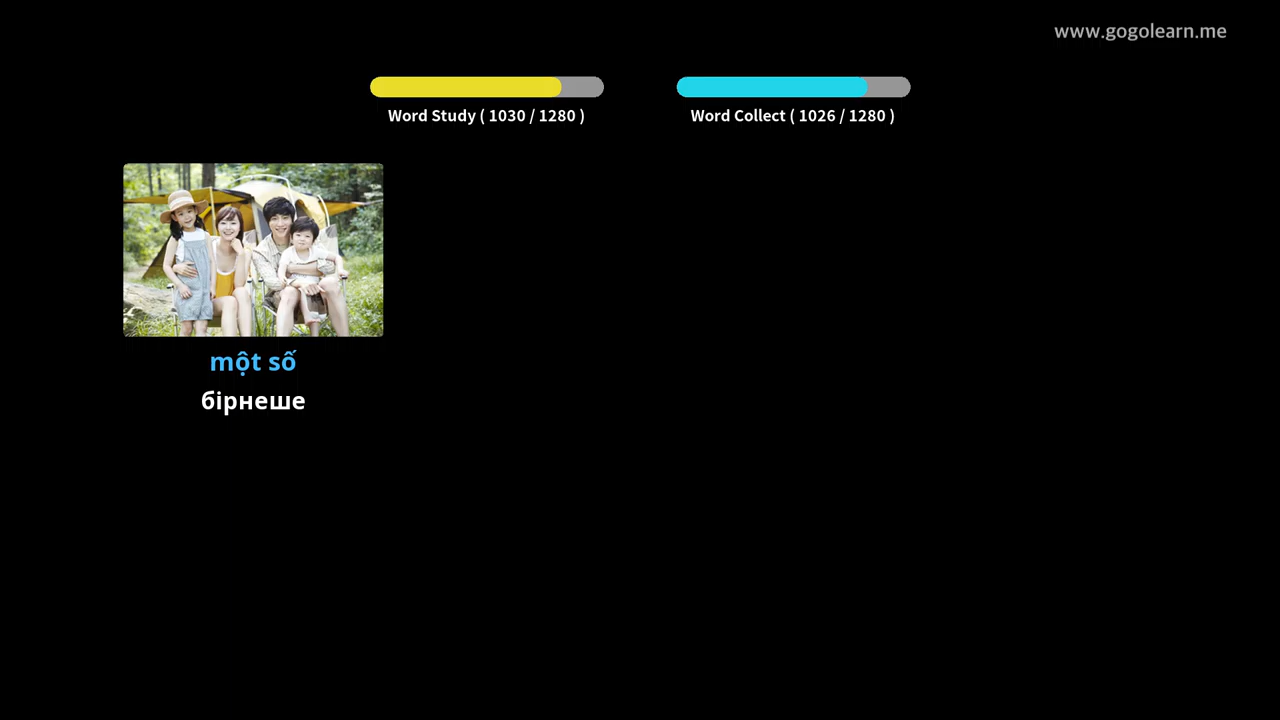 www.gogolearn.me
Word Study ( 1030 / 1280 )
Word Collect ( 1026 / 1280 )
một số
бірнеше